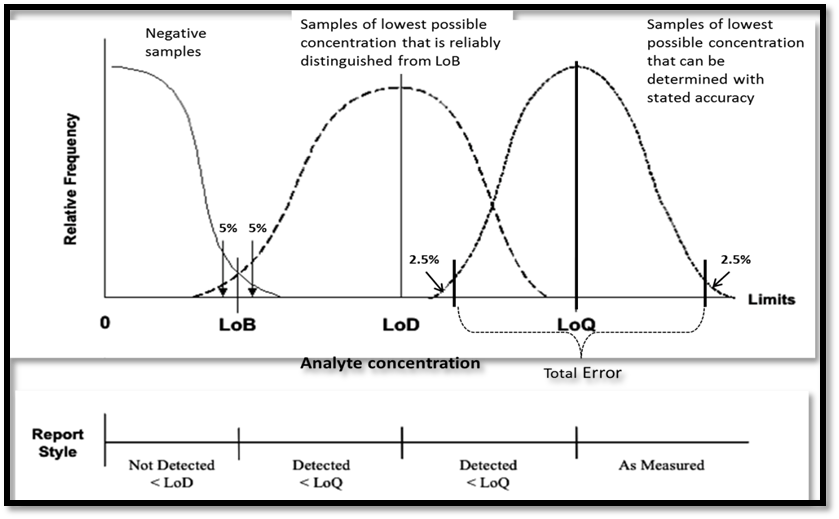 Negative
samples
Samples of lowest possible
concentration that is reliably
distinguished from LoB
Samples of lowest
possible concentration
that can be
determined with
stated accuracy
Relative Frequency
5%
5%
2.5%
2.5%
Limits
0
LoB
LoD
LoQ
Analyte concentration
Total Error
Report
Style
Not Detected
< LoD
Detected
< LoQ
Detected
< LoQ
As Measured